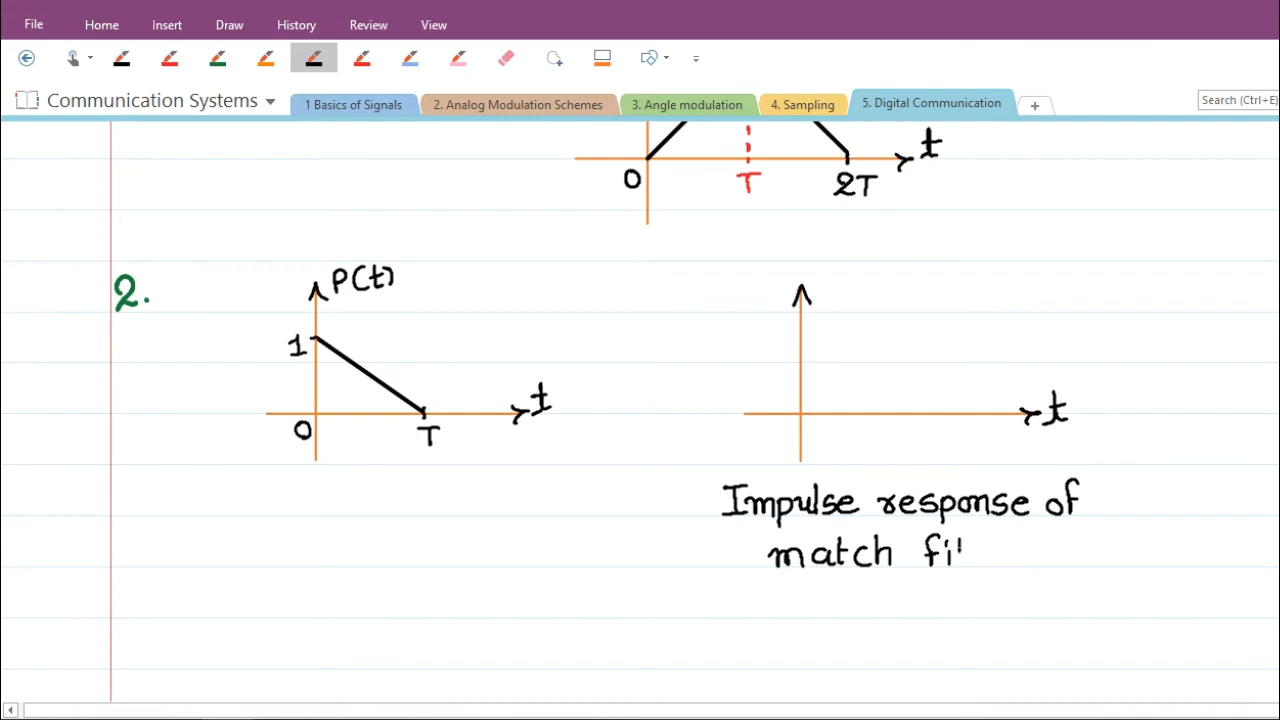 File Home Insert Draw History Review View
Communication Systems 1 Basics of Signals 2. Analog Modulation Schemes 3. Angle modulation 4. Sampling 5. Digital Communication + Search (Ctrl+E)
t
0 T 2T
2. P(t)
1
t t
0 T
Impulse response of
match